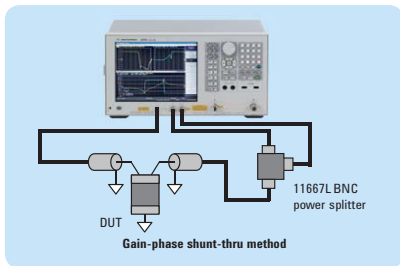 11667L BNC
power splitter
DUT
Gain-phase shunt-thru method